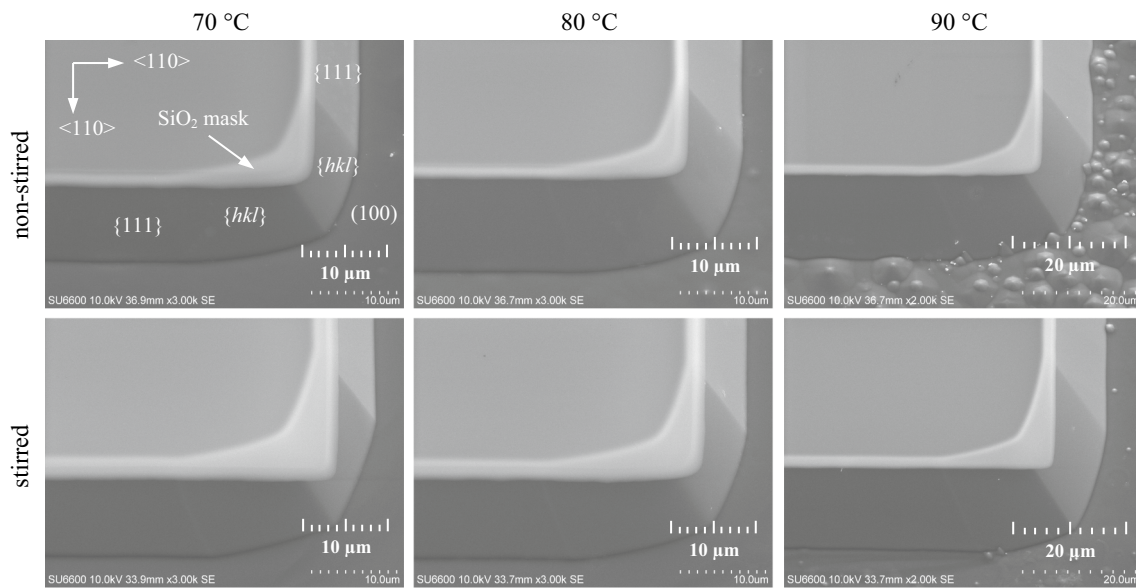 70 °C
80 °C
90 °C
non-stirred
<110>
{111}
<110>
SiO₂ mask
{hkl}
{111}
{hkl}
(100)
10 µm
SU6600 10.0kV 36.9mm x3.00k SE
10.0um
10 µm
SU6600 10.0kV 36.7mm x3.00k SE
10.0um
20 µm
SU6600 10.0kV 36.7mm x2.00k SE
20.0um
stirred
10 µm
SU6600 10.0kV 33.9mm x3.00k SE
10.0um
10 µm
SU6600 10.0kV 33.7mm x3.00k SE
10.0um
20 µm
SU6600 10.0kV 33.7mm x2.00k SE
20.0um